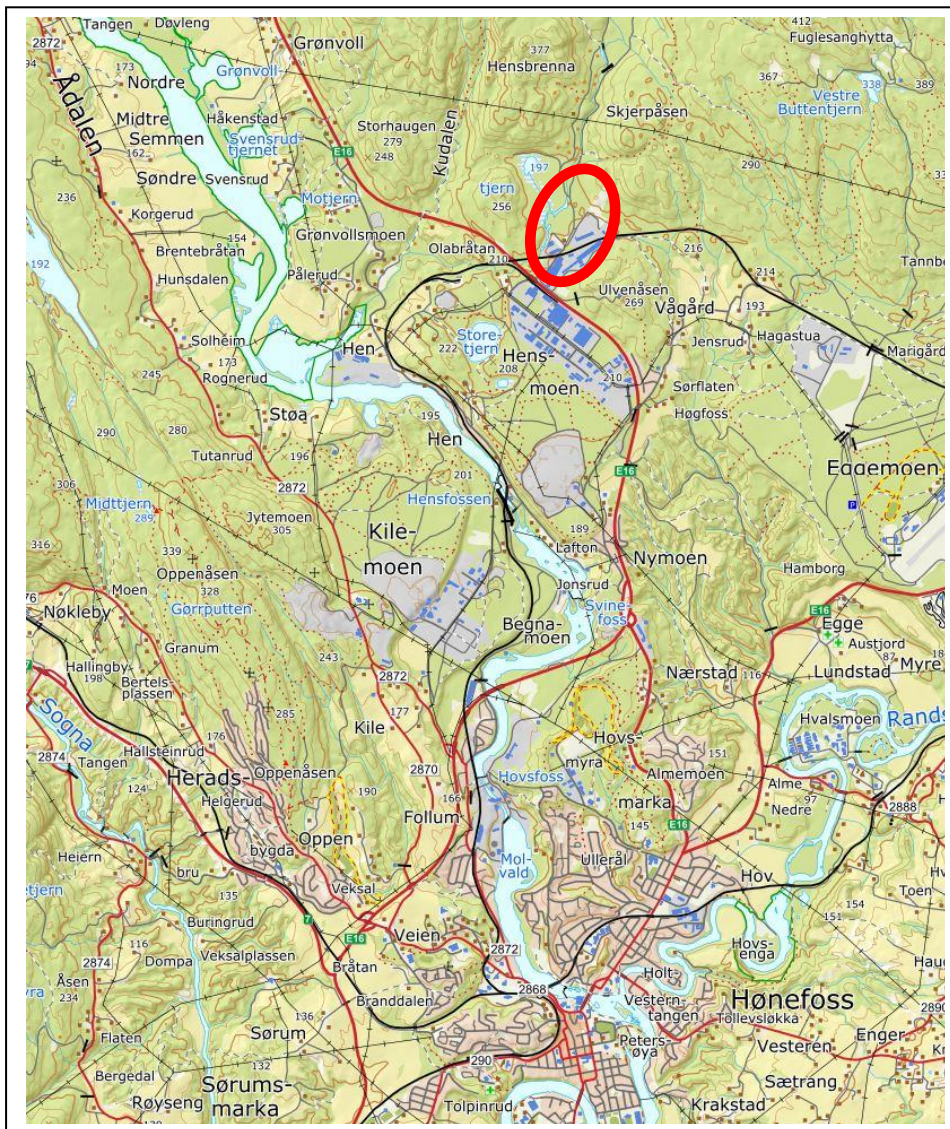 Tangen
Døvleng
Grønvoll
412
Fuglesanghytta
2872
377
Hensbrenna
389
173
Nordre
Grønvoll-
367
Vestre
338
Buttentjern
Ådalen
Håkenstad
Storhaugen
279
248
Kudalen
Skjerpåsen
Midtre
Semmen
162
Svensrud-
tjernet
E16
290
236
Søndre
Svensrud
197
tjern
256
Motjern
Korgerud
154
Grønvollsmoen
Olabråtan
210
216
192
Brentebråtan
Hunsdalen
Pålerud
Ulvenåsen
269
214
Tannbe
Solheim
173
Store-
tjern
222
Vågård
193
Hagastua
Rognerud
Hen
Hens-
208
moen
Jensrud
Marigård
245
210
Sørflaten
Støa
195
Høgfoss
290
280
196
Hen
Tutanrud
2872
201
E16
Eggemoen
306
Midttjern
289
Hensfossen
Jytemoen
305
P
316
339
Kile-
moen
189
Lafton
Nymoen
Oppenåsen
328
Moen
Jonsrud
Hamborg
76
Nøkleby
Gørrputten
Begna-
moen
Svine-
foss
E16
Egge
Austjord
Granum
243
Hallingby-
198
Bertels-
plassen
2872
Nærstad
116
Lundstad
87
Myre
285
177
Kile
Sogna
176
Hovs-
myra
Hvalsmoen
Rands
2874
Tangen
Hallsteinrud
2870
151
Oppenåsen
Hovsfoss
Almemoen
Alme
124
Herads-
bygda
Helgerud
190
166
marka
Nedre
97
2888
Follum
145
E16
Oppen
Heiern
bru
Mol-
vald
Ullerål
Hov
Toen
135
Veksal
154
Buringrud
7
151
116
Veien
2872
Hovs-
enga
2874
Dompa
Veksalplassen
E16
Åsen
234
Bråtan
Holt-
2868
Vestern-
tangen
Hønefoss
Branddalen
Tollevsløkka
2890
136
Flaten
Sørum
Peters-
øya
Vesteren
Enger
132
290
Bergedal
Sætrang
Røyseng
Sørums-
marka
Tolpinrud
Krakstad